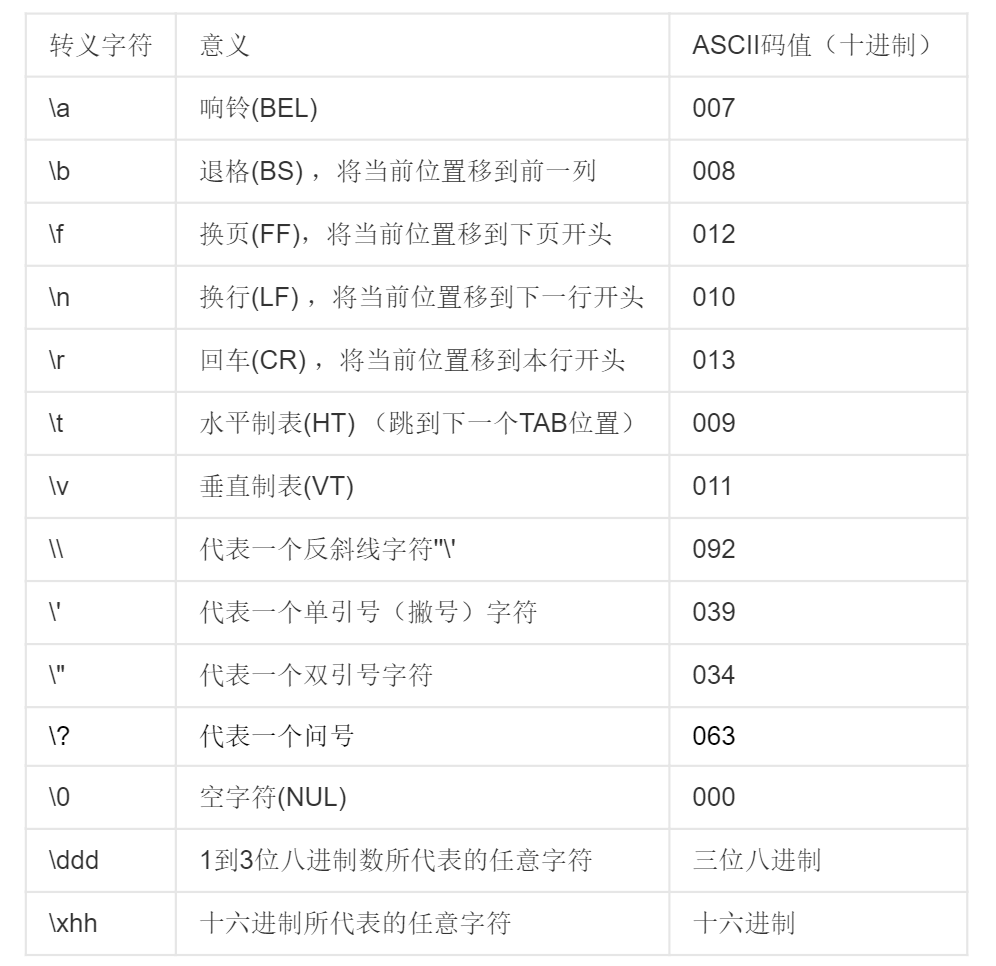 转义字符 意义 ASCII码值（十进制）
\a 响铃(BEL) 007
\b 退格(BS) ，将当前位置移到前一列 008
\f 换页(FF)，将当前位置移到下页开头 012
\n 换行(LF) ，将当前位置移到下一行开头 010
\r 回车(CR) ，将当前位置移到本行开头 013
\t 水平制表(HT) （跳到下一个TAB位置） 009
\v 垂直制表(VT) 011
\\ 代表一个反斜线字符''\' 092
\' 代表一个单引号（撇号）字符 039
\" 代表一个双引号字符 034
\? 代表一个问号 063
\0 空字符(NUL) 000
\ddd 1到3位八进制数所代表的任意字符 三位八进制
\xhh 十六进制所代表的任意字符 十六进制